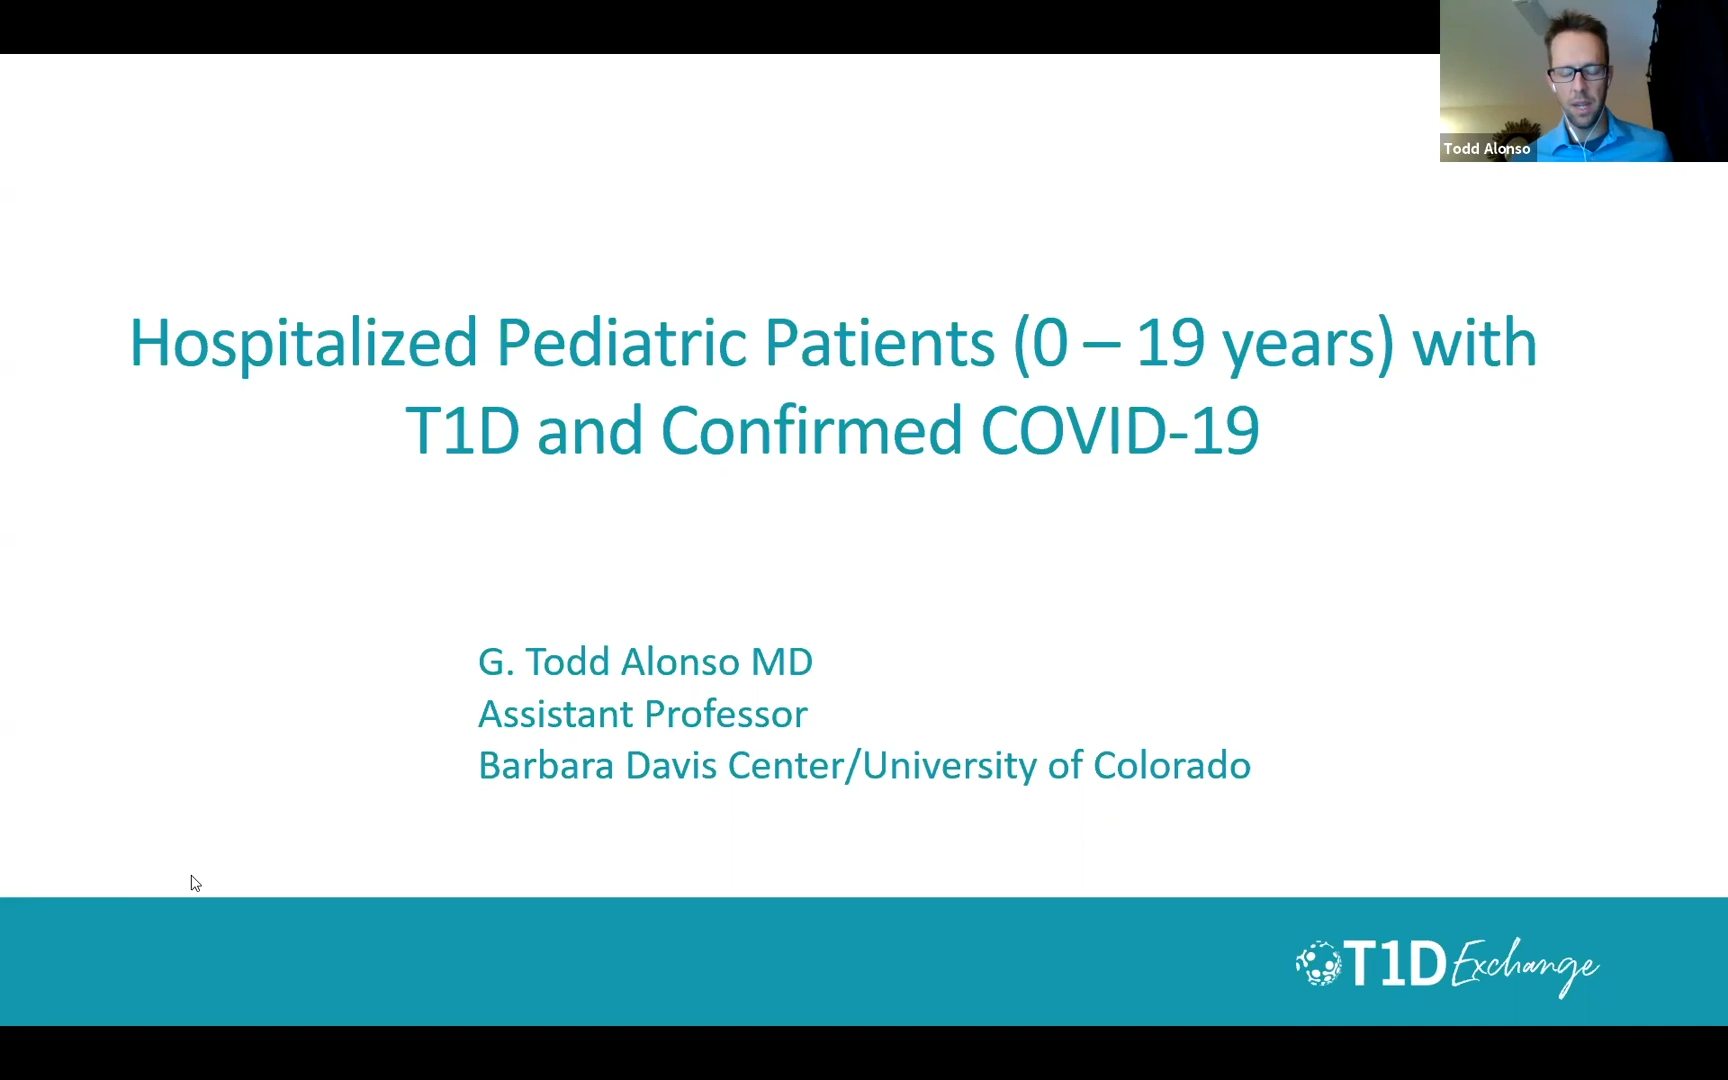 Todd Alonso
Hospitalized Pediatric Patients (0 – 19 years) with
T1D and Confirmed COVID-19
G. Todd Alonso MD
Assistant Professor
Barbara Davis Center/University of Colorado
T1D Exchange